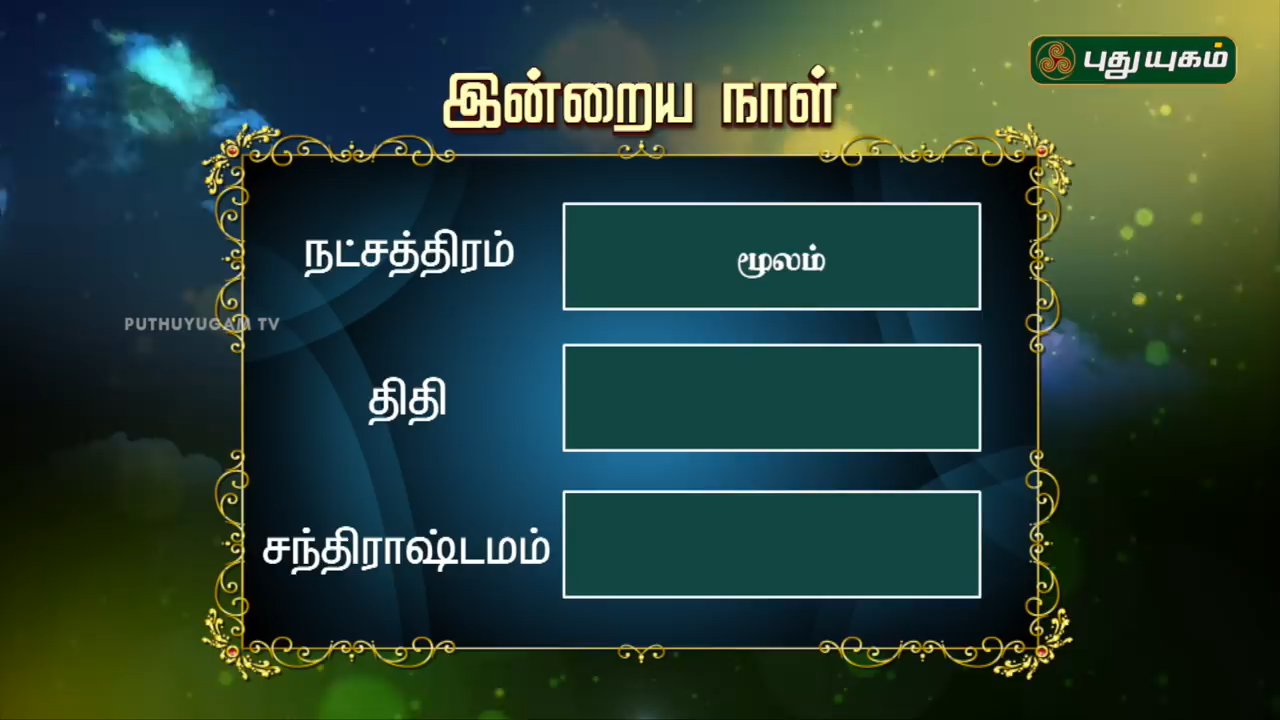 புதுயுகம்
இன்றைய நாள்
நட்சத்திரம்
மூலம்
PUTHUYUGAM TV
திதி
சந்திராஷ்டமம்